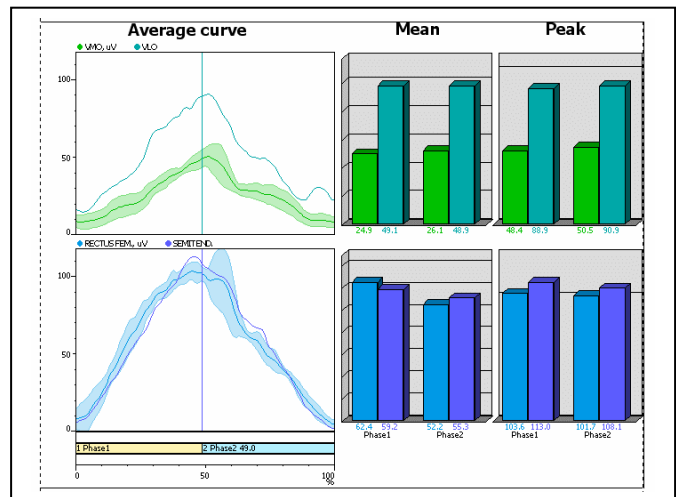 Average curve Mean Peak
VMO, uV VLO
100
50
0
24.9 49.1 26.1 48.9 48.4 88.9 50.5 90.9
RECTUS FEM., uV SEMITEND.
100
50
0
62.4 59.2 52.2 55.3 103.6 113.0 101.7 108.1
Phase1 Phase2 Phase1 Phase2
1 Phase1 2 Phase2 49.0
0 50 100
%